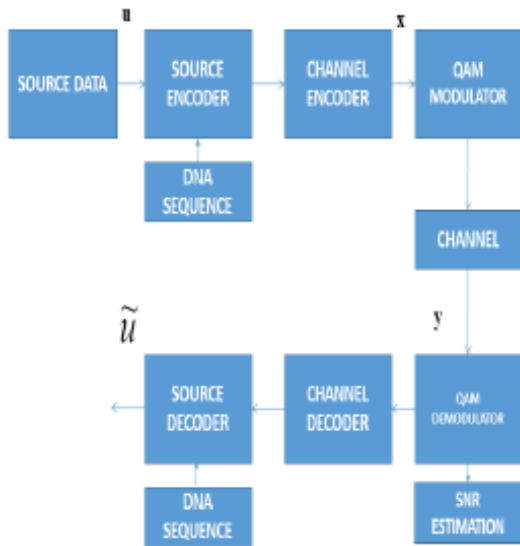 u
x
SOURCE DATA
SOURCE
ENCODER
CHANNEL
ENCODER
QAM
MODULATOR
DNA
SEQUENCE
CHANNEL
ũ
y
SOURCE
DECODER
CHANNEL
DECODER
QAM
DEMODULATOR
DNA
SEQUENCE
SNR
ESTIMATION